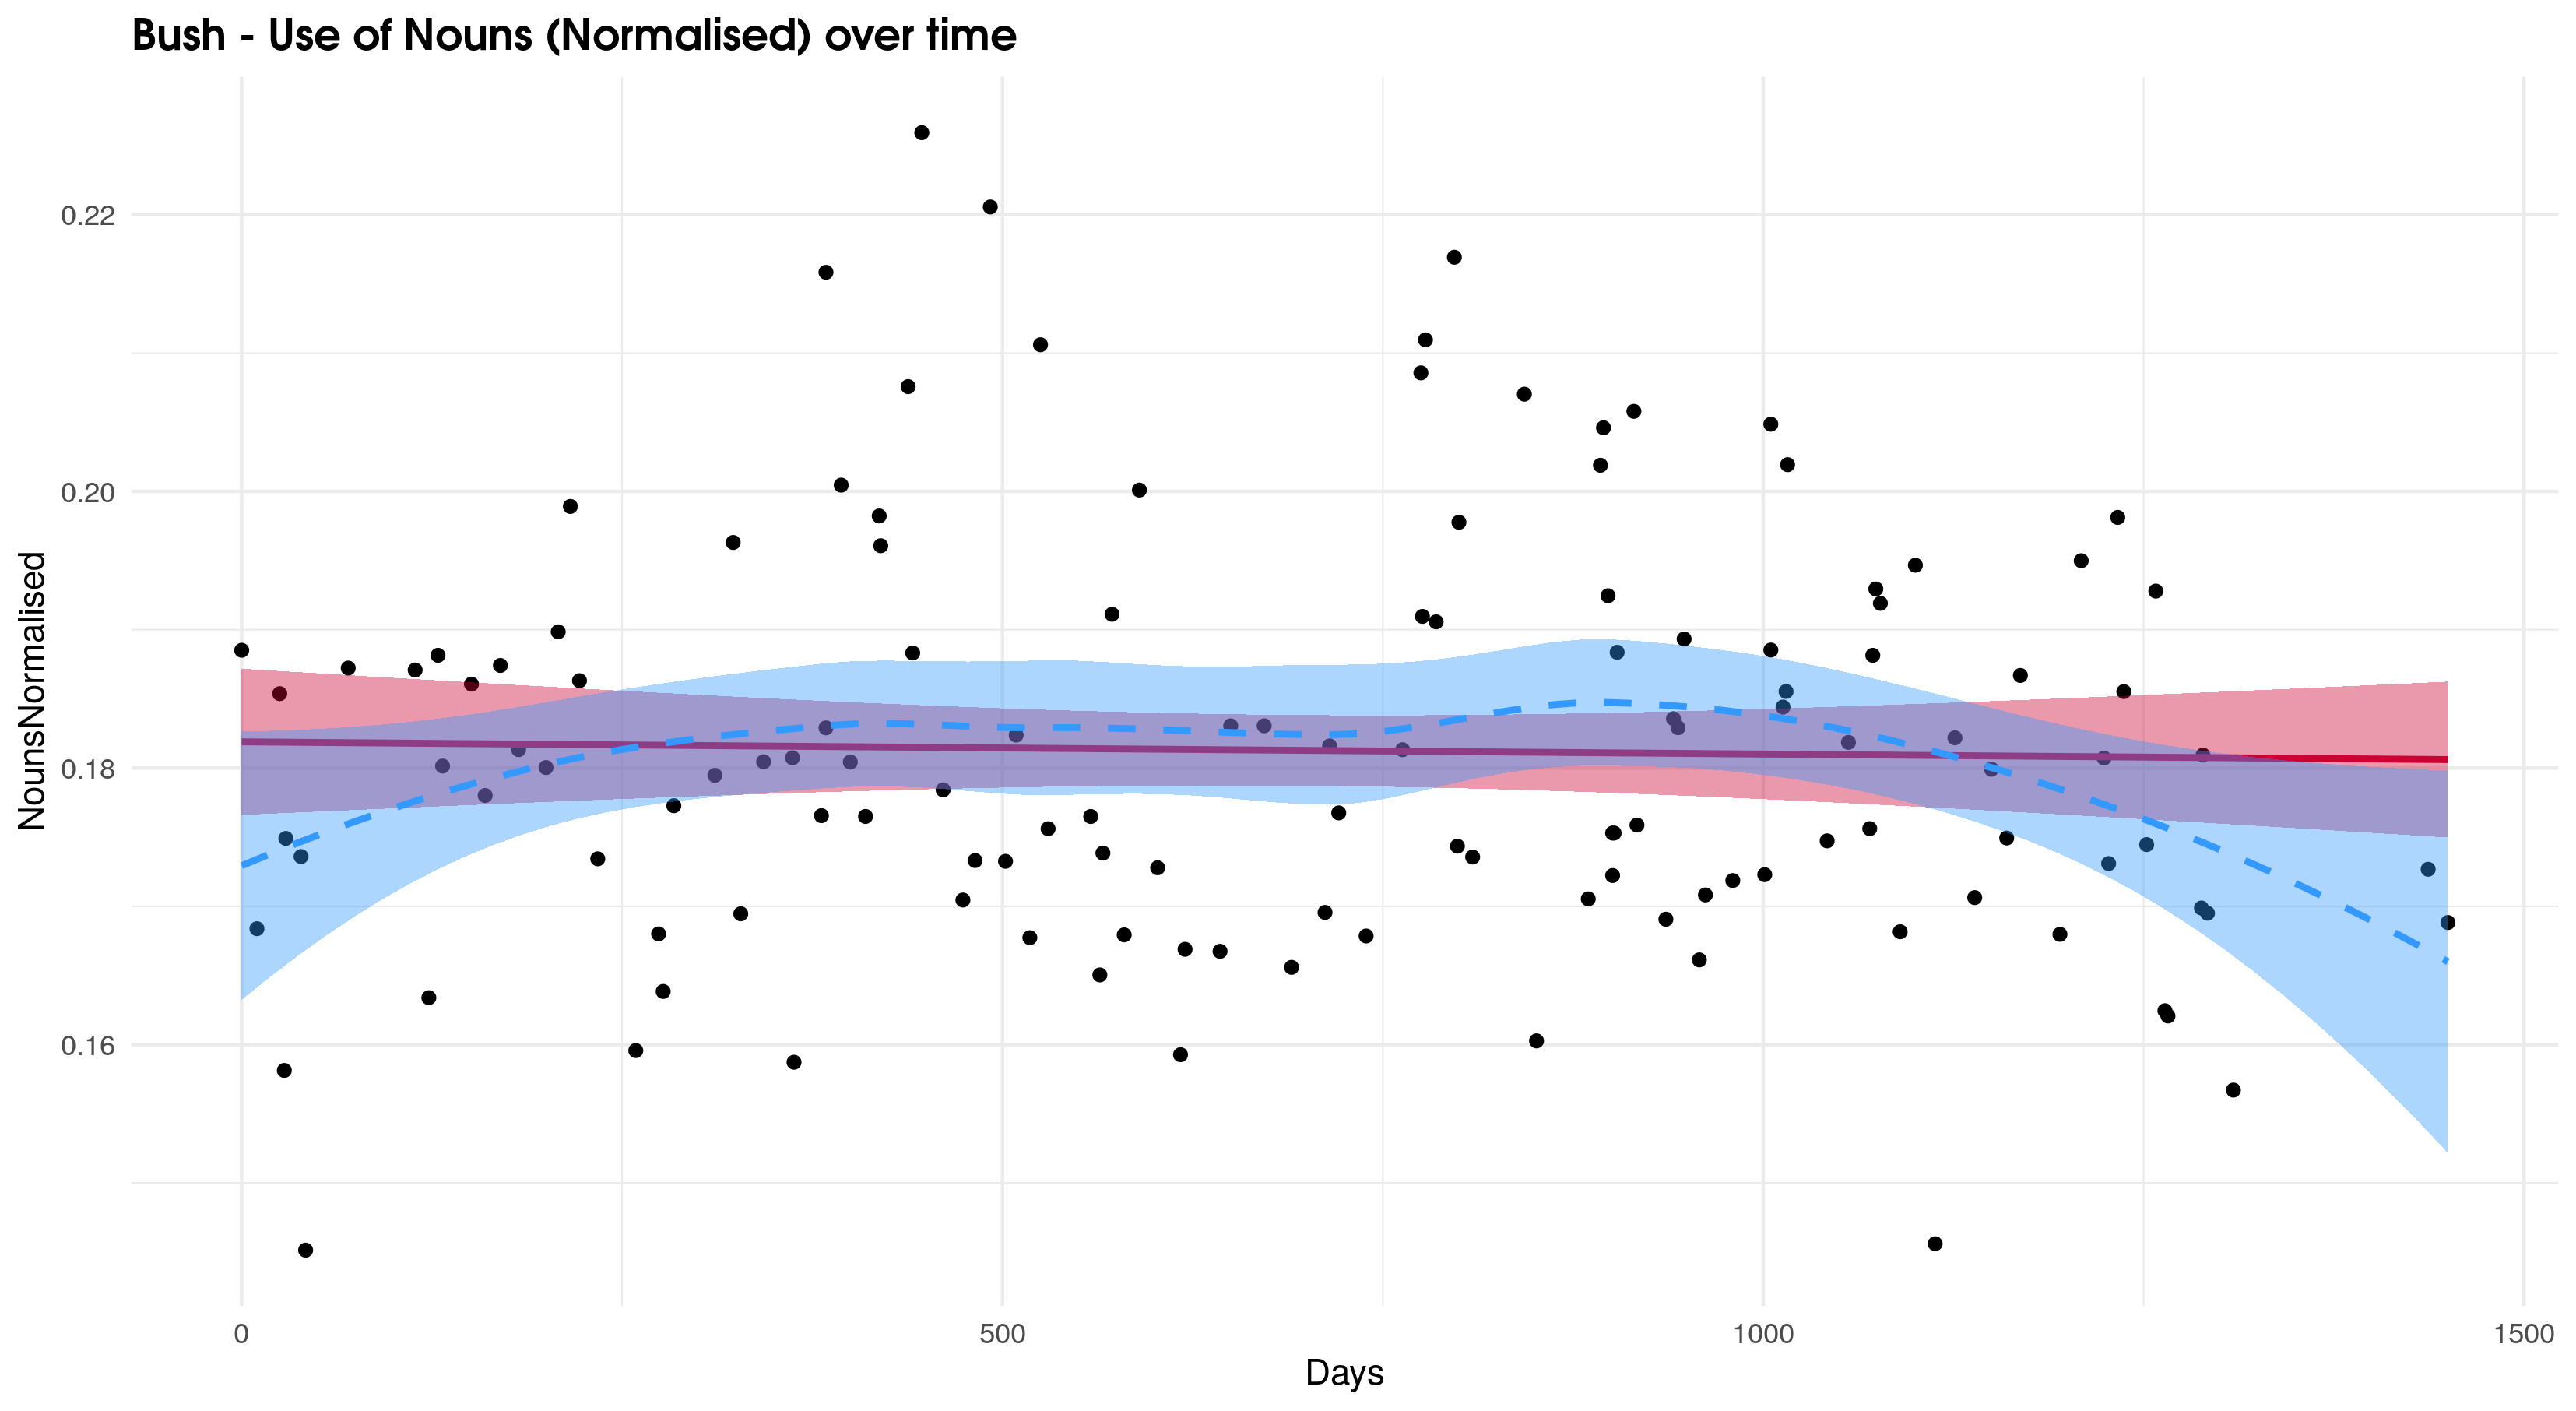 Bush - Use of Nouns (Normalised) over time
NounsNormalised
0.22
0.20
0.18
0.16
0
500
1000
1500
Days